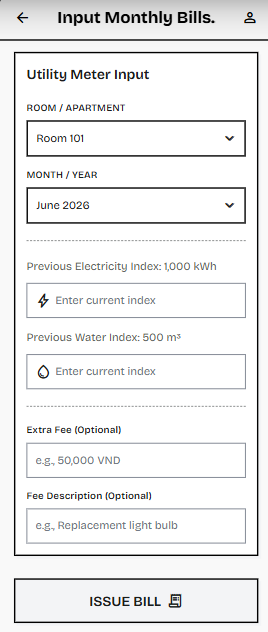 Input Monthly Bills.
Utility Meter Input
ROOM / APARTMENT
Room 101
MONTH / YEAR
June 2026
Previous Electricity Index: 1,000 kWh
Enter current index
Previous Water Index: 500 m³
Enter current index
Extra Fee (Optional)
e.g., 50,000 VND
Fee Description (Optional)
e.g., Replacement light bulb
ISSUE BILL